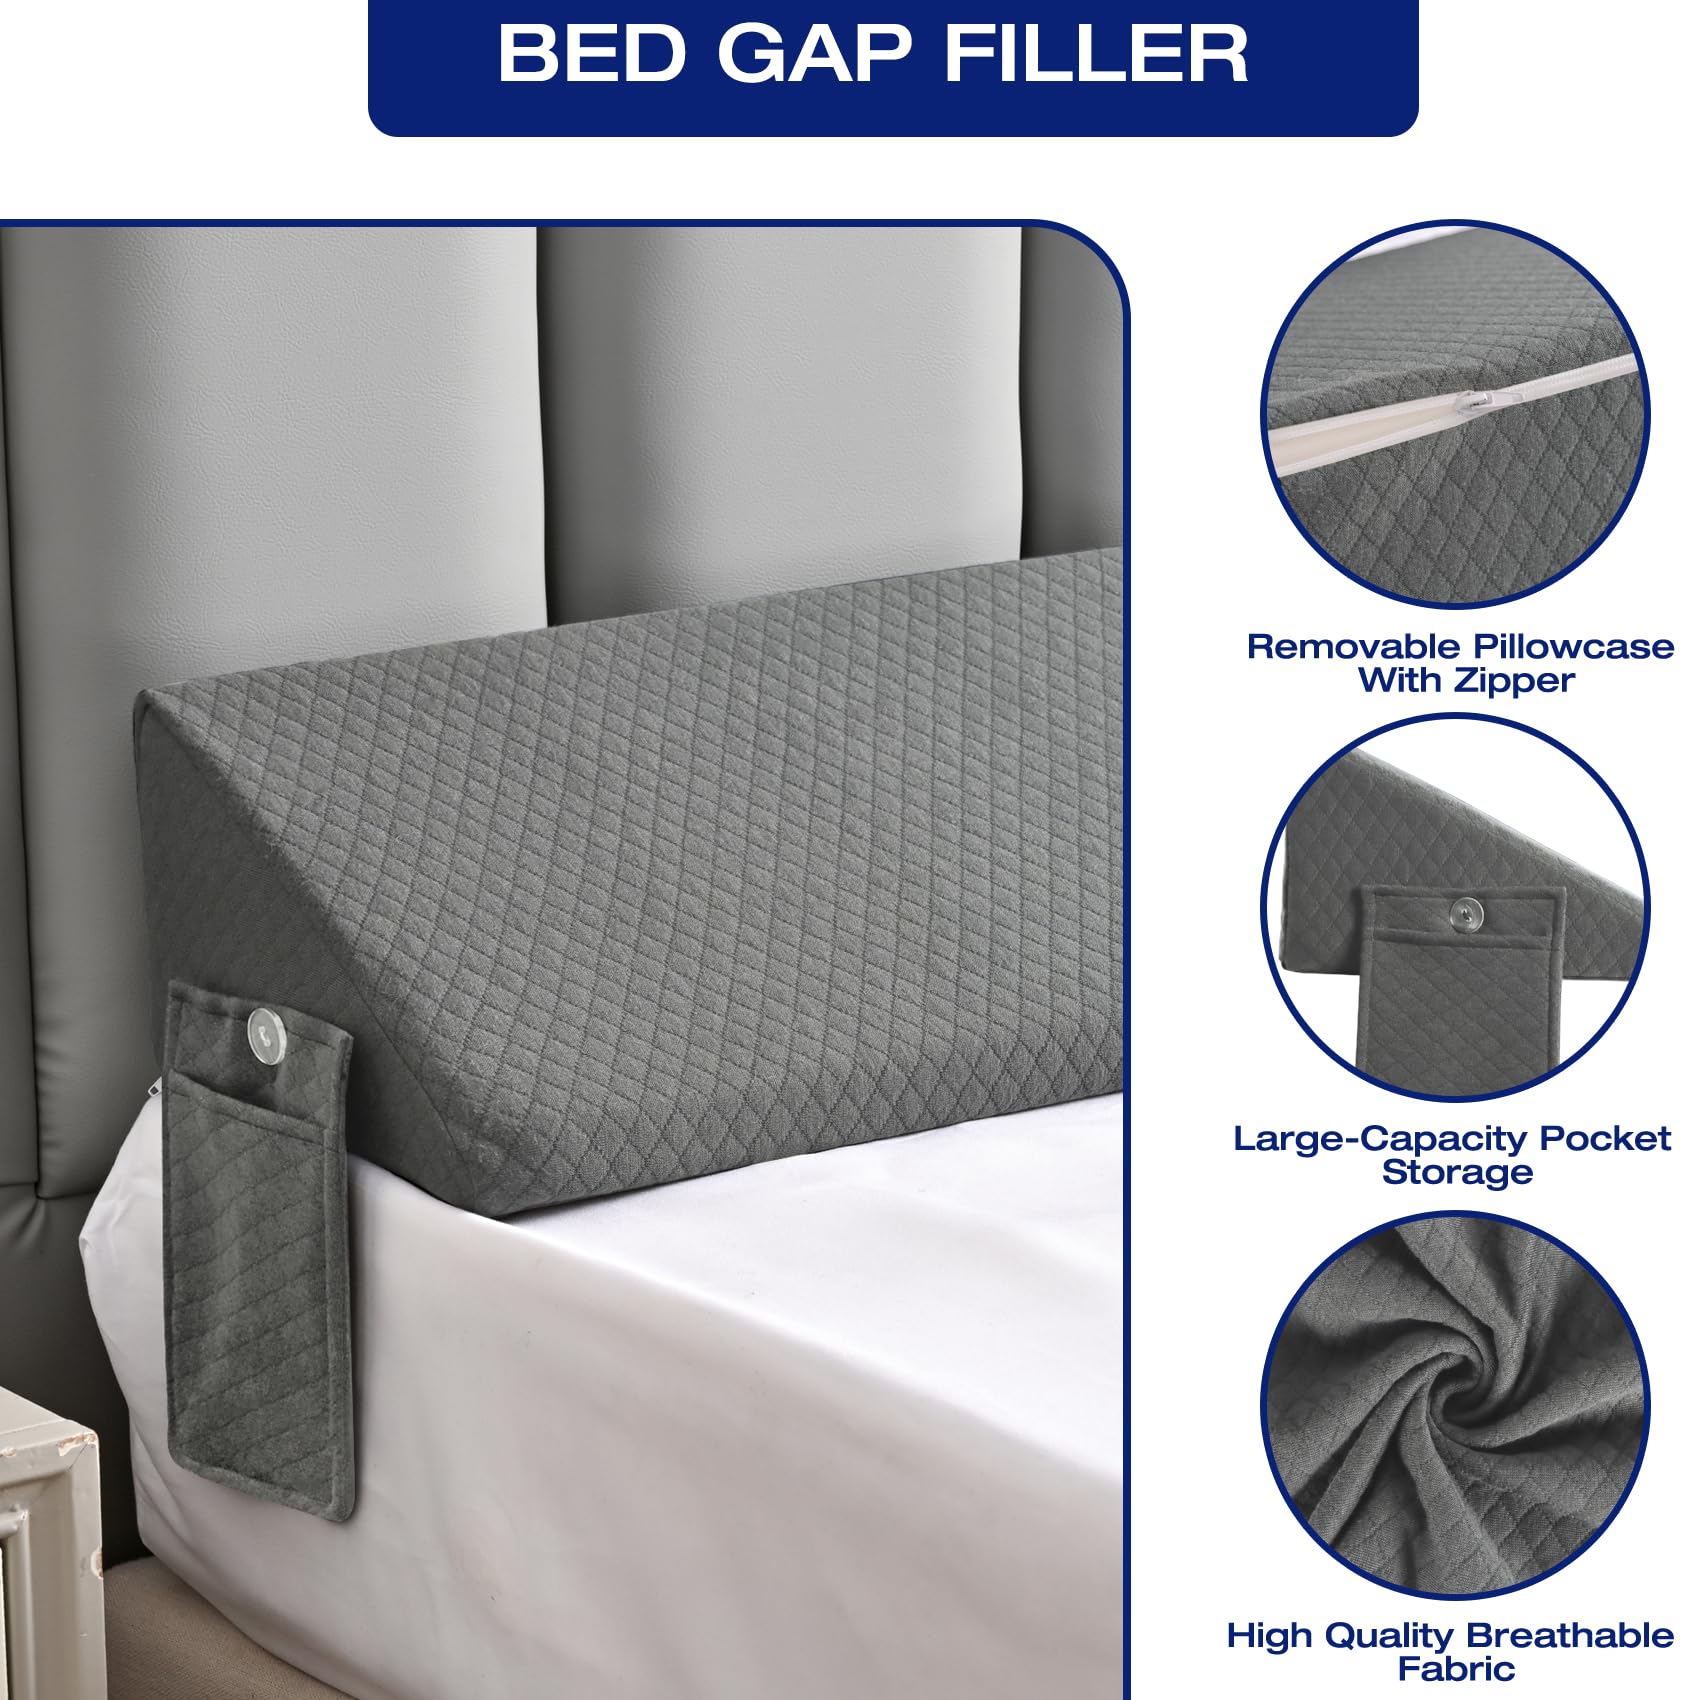 BED GAP FILLER
Removable Pillowcase
With Zipper
Large-Capacity Pocket
Storage
High Quality Breathable
Fabric